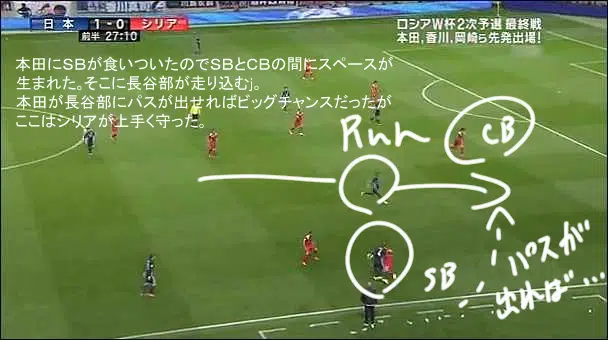 日本 1 - 0 シリア
前半 27:10
ロシアW杯2次予選 最終戦
本田,香川,岡崎ら先発出場!
本田にSBが食いついたのでSBとCBの間にスペースが
生まれた。そこに長谷部が走り込む。
本田が長谷部にパスが出せればビッグチャンスだったが
ここはシリアが上手く守った。
Run
CB
SB
パスが
出れば…